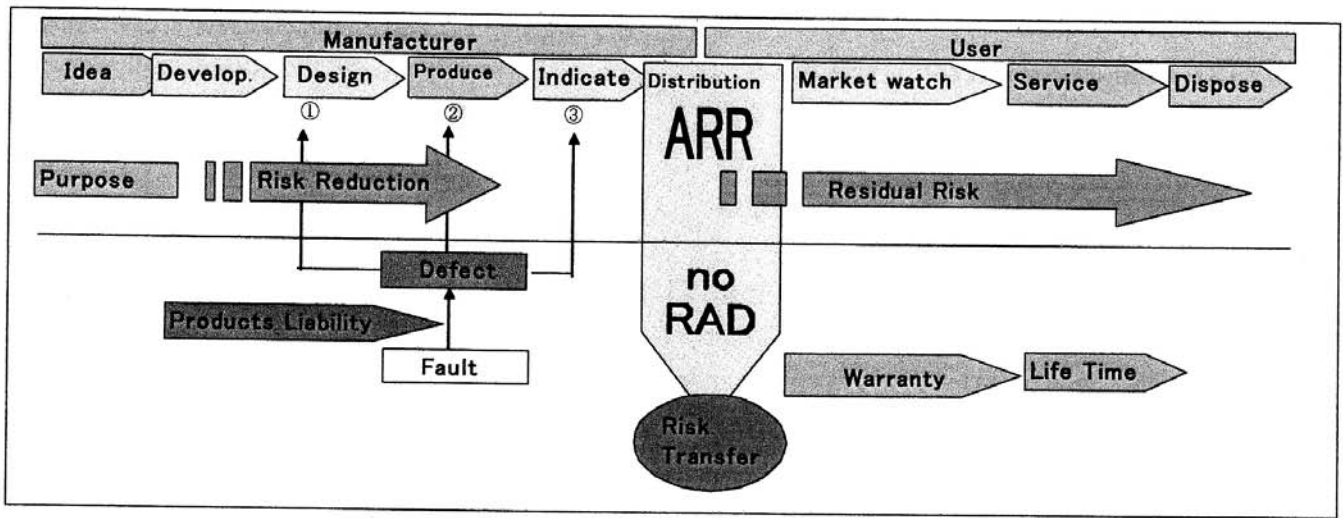 Manufacturer
User
Idea
Develop.
Design
Produce
Indicate
Distribution
Market watch
Service
Dispose
①
②
③
ARR
Purpose
Risk Reduction
Residual Risk
Defect
no
RAD
Products Liability
Fault
Warranty
Life Time
Risk
Transfer